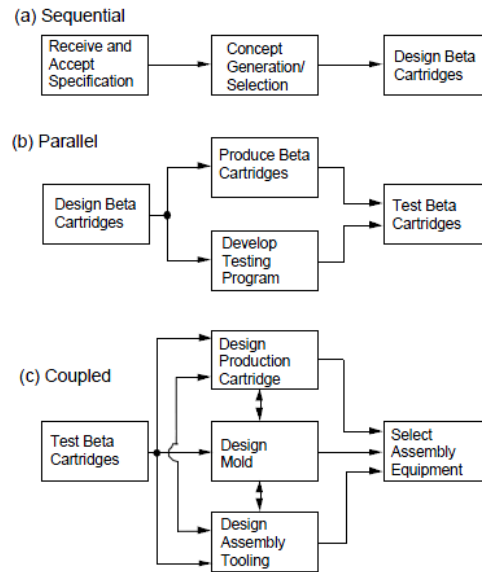 (a) Sequential
Receive and
Accept
Specification
Concept
Generation/
Selection
Design Beta
Cartridges
(b) Parallel
Design Beta
Cartridges
Produce Beta
Cartridges
Develop
Testing
Program
Test Beta
Cartridges
(c) Coupled
Test Beta
Cartridges
Design
Production
Cartridge
Design
Mold
Design
Assembly
Tooling
Select
Assembly
Equipment